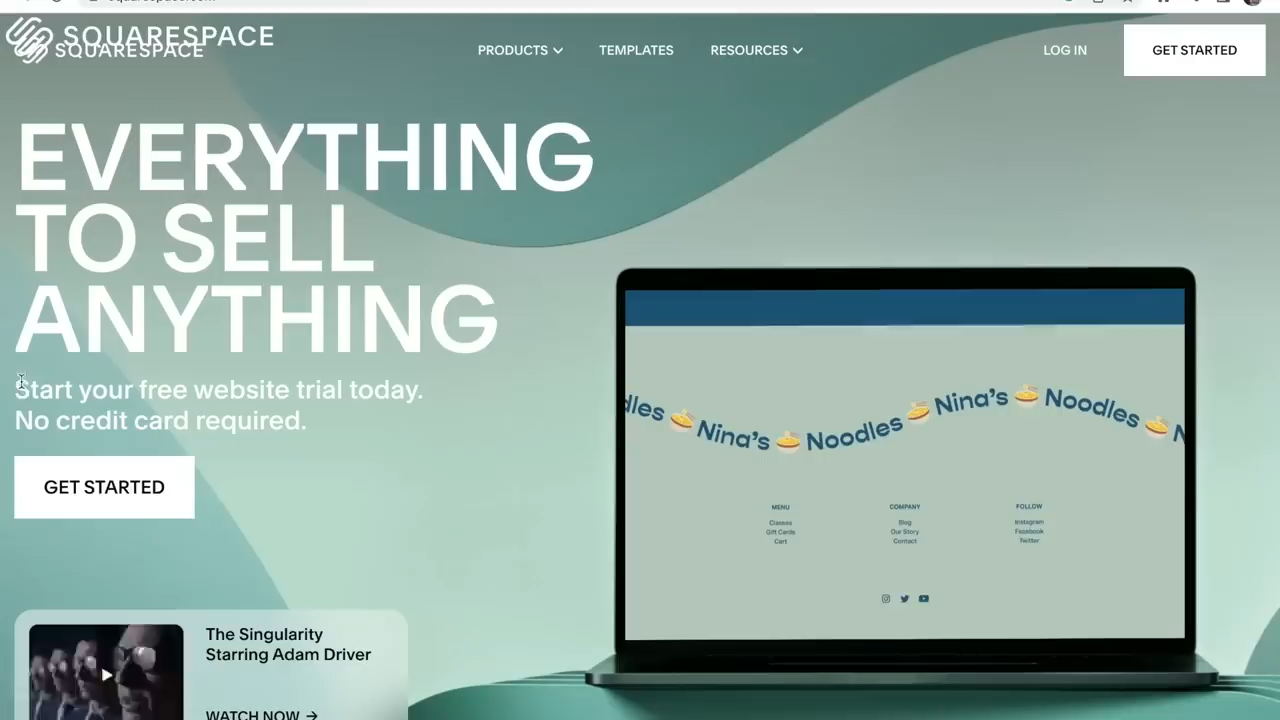 SQUARESPACE
SQUARESPACE
PRODUCTS
TEMPLATES
RESOURCES
LOG IN
GET STARTED
EVERYTHING
TO SELL
ANYTHING
Start your free website trial today.
No credit card required.
GET STARTED
dles Nina's Noodles Nina's Noodles N
MENU
Classes
Gift Cards
Cart
COMPANY
Blog
Our Story
Contact
FOLLOW
Instagram
Facebook
Twitter
The Singularity
Starring Adam Driver
WATCH NOW →